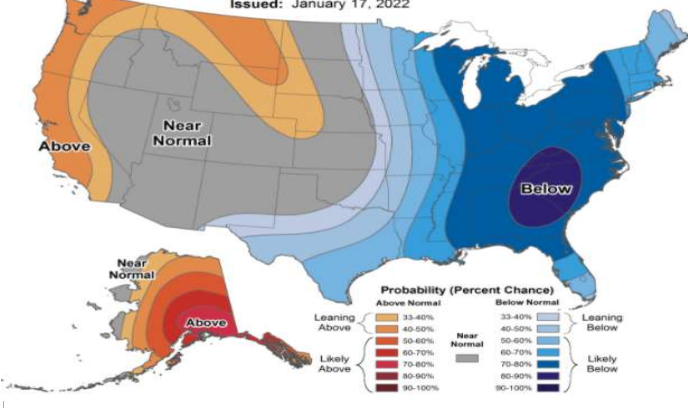 Issued: January 17, 2022
Near
Normal
Above
Below
Near
Normal
Above
Probability (Percent Chance)
Above Normal
Below Normal
Leaning
Above
33-40%
40-50%
Likely
Above
50-60%
60-70%
70-80%
80-90%
90-100%
Near
Normal
33-40%
40-50%
Leaning
Below
50-60%
60-70%
70-80%
80-90%
90-100%
Likely
Below